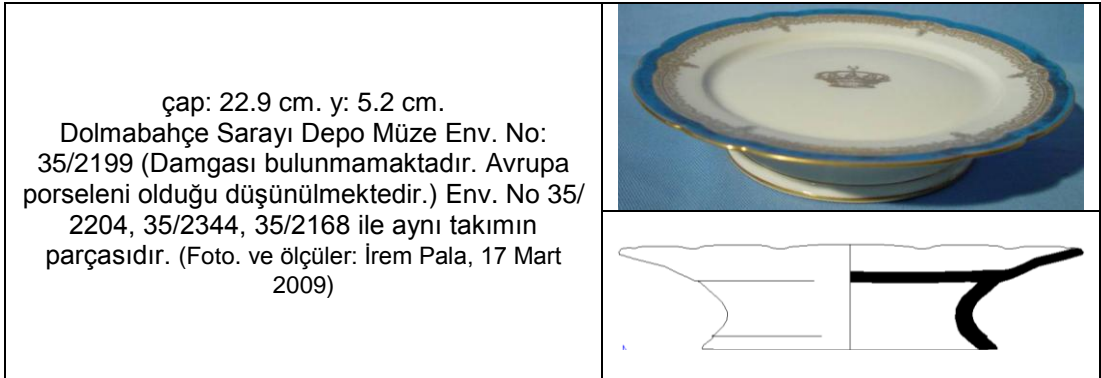 çap: 22.9 cm. y: 5.2 cm.
Dolmabahçe Sarayı Depo Müze Env. No:
35/2199 (Damgası bulunmamaktadır. Avrupa
porseleni olduğu düşünülmektedir.) Env. No 35/
2204, 35/2344, 35/2168 ile aynı takımın
parçasıdır. (Foto. ve ölçüler: İrem Pala, 17 Mart
2009)